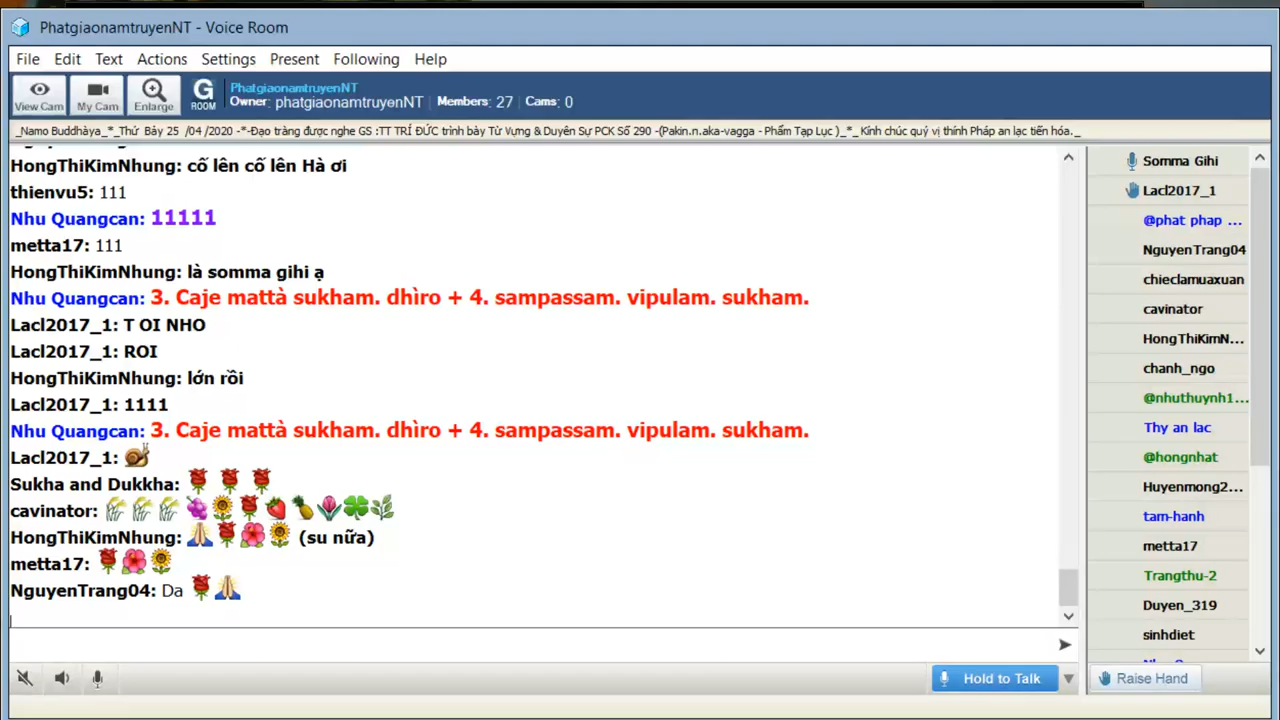 PhatgiaonamtruyenNT - Voice Room
File Edit Text Actions Settings Present Following Help
View Cam My Cam Enlarge G ROOM
PhatgiaonamtruyenNT
Owner: phatgiaonamtruyenNT Members: 27 Cams: 0
_Namo Buddhàya_*_Thứ Bảy 25 /04 /2020 -*-Đạo tràng được nghe GS :TT TRÍ ĐỨC trình bày Từ Vựng & Duyên Sự PCK Số 290 -(Pakin.n.aka-vagga - Phẩm Tạp Lục )_*_ Kính chúc quý vị thính Pháp an lạc tiến hóa._
HongThiKimNhung: cố lên cố lên Hà ơi
thienvu5: 111
Nhu Quangcan: 11111
metta17: 111
HongThiKimNhung: là somma gihi ạ
Nhu Quangcan: 3. Caje mattà sukham. dhìro + 4. sampassam. vipulam. sukham.
Lacl2017_1: T OI NHO
Lacl2017_1: ROI
HongThiKimNhung: lớn rồi
Lacl2017_1: 1111
Nhu Quangcan: 3. Caje mattà sukham. dhìro + 4. sampassam. vipulam. sukham.
Lacl2017_1:
Sukha and Dukkha:
cavinator:
HongThiKimNhung: (su nữa)
metta17:
NguyenTrang04: Da
Somma Gihi
Lacl2017_1
@phat phap ...
NguyenTrang04
chieclamuaxuan
cavinator
HongThiKimN...
chanh_ngo
@nhuthuynh1...
Thy an lac
@hongnhat
Huyenmong2...
tam-hanh
metta17
Trangthu-2
Duyen_319
sinhdiet
Hold to Talk
Raise Hand